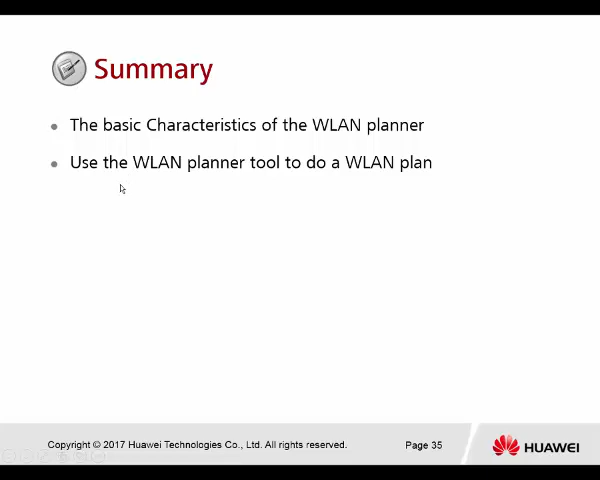 Summary
The basic Characteristics of the WLAN planner
Use the WLAN planner tool to do a WLAN plan
Copyright © 2017 Huawei Technologies Co., Ltd. All rights reserved.
Page 35
HUAWEI